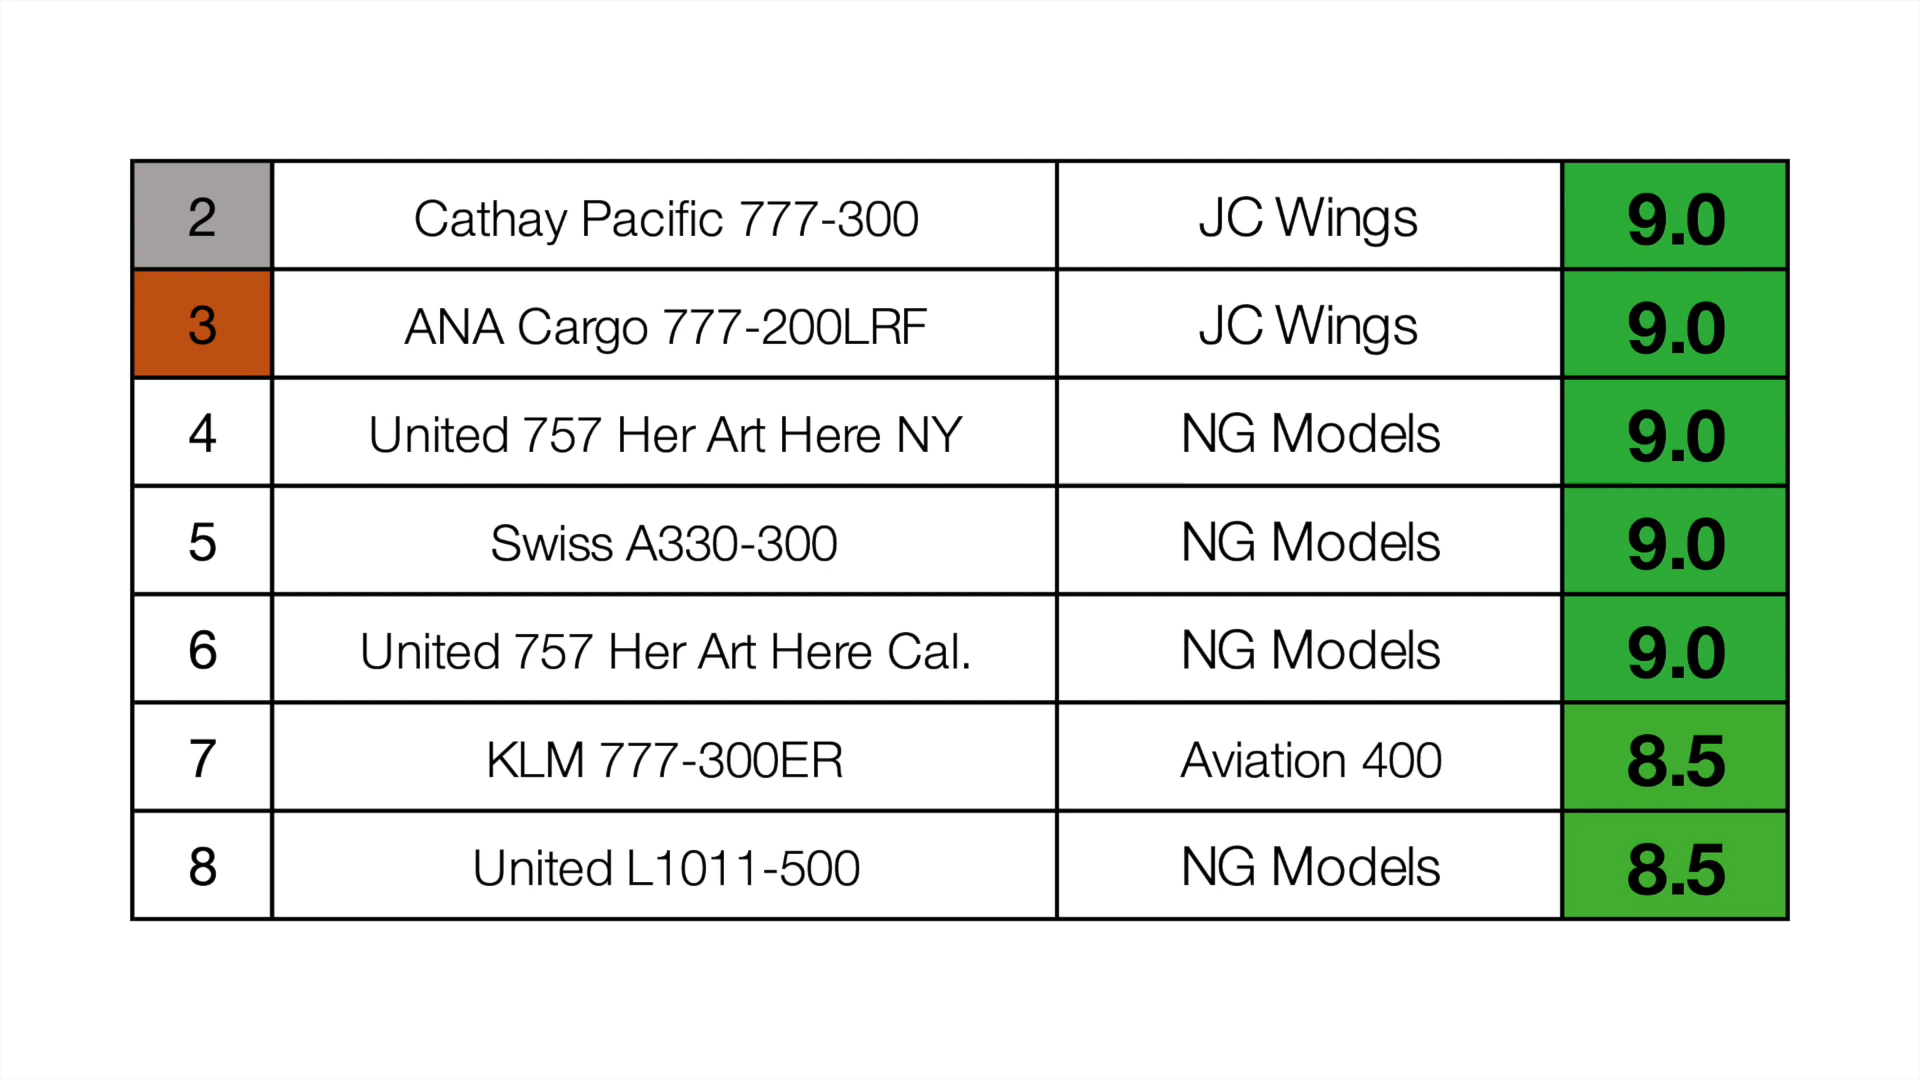 2 Cathay Pacific 777-300 JC Wings 9.0
3 ANA Cargo 777-200LRF JC Wings 9.0
4 United 757 Her Art Here NY NG Models 9.0
5 Swiss A330-300 NG Models 9.0
6 United 757 Her Art Here Cal. NG Models 9.0
7 KLM 777-300ER Aviation 400 8.5
8 United L1011-500 NG Models 8.5